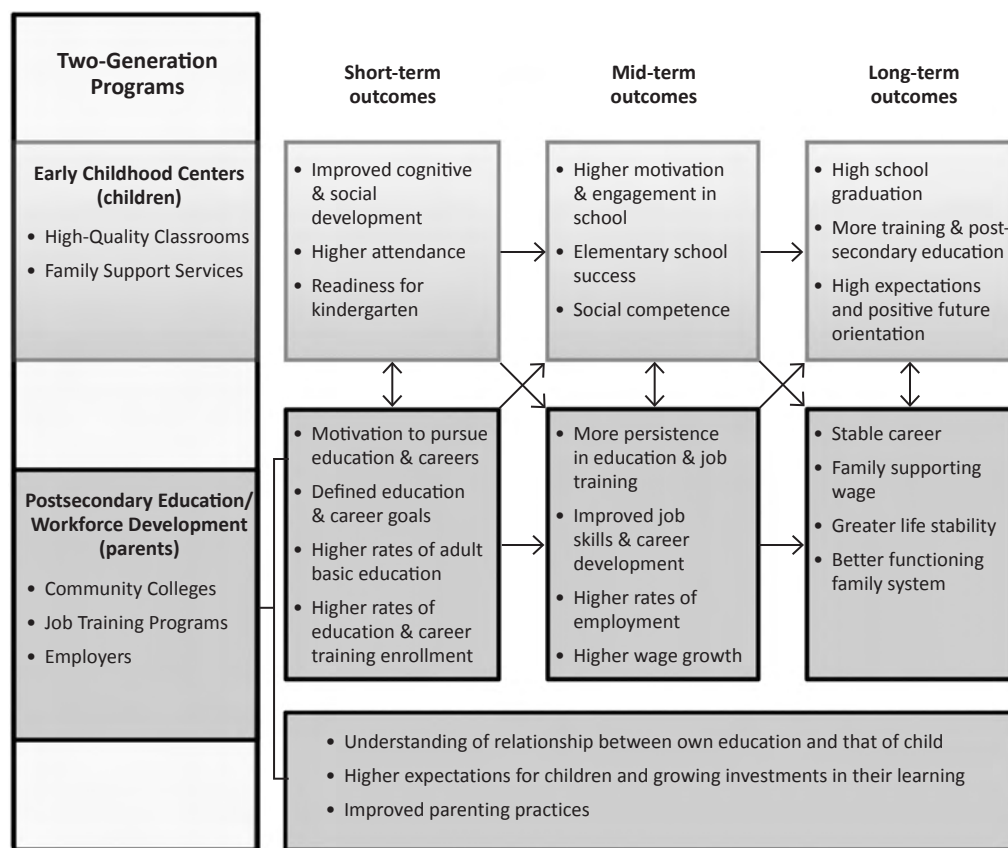 Two-Generation
Programs
Short-term
outcomes
Mid-term
outcomes
Long-term
outcomes
Early Childhood Centers
(children)
• High-Quality Classrooms
• Family Support Services
• Improved cognitive
& social
development
• Higher attendance
• Readiness for
kindergarten
• Higher motivation
& engagement in
school
• Elementary school
success
• Social competence
• High school
graduation
• More training & post-
secondary education
• High expectations
and positive future
orientation
Postsecondary Education/
Workforce Development
(parents)
• Community Colleges
• Job Training Programs
• Employers
• Motivation to pursue
education & careers
• Defined education
& career goals
• Higher rates of adult
basic education
• Higher rates of
education & career
training enrollment
• More persistence
in education & job
training
• Improved job
skills & career
development
• Higher rates of
employment
• Higher wage growth
• Stable career
• Family supporting
wage
• Greater life stability
• Better functioning
family system
• Understanding of relationship between own education and that of child
• Higher expectations for children and growing investments in their learning
• Improved parenting practices